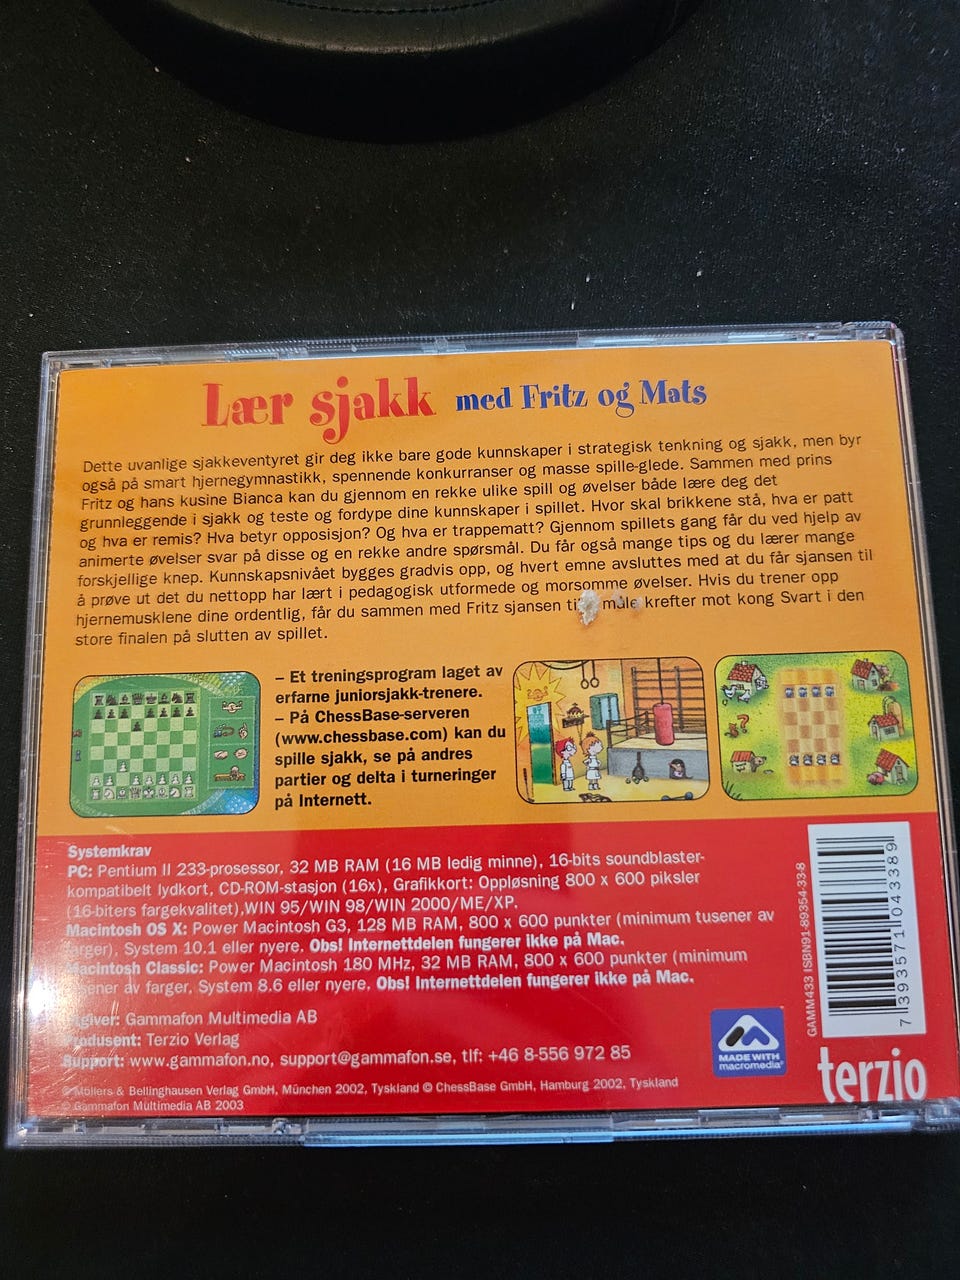 Lær sjakk med Fritz og Mats
Dette uvanlige sjakkeventyret gir deg ikke bare gode kunnskaper i strategisk tenkning og sjakk, men byr
også på smart hjernegymnastikk, spennende konkurranser og masse spille-glede. Sammen med prins
Fritz og hans kusine Bianca kan du gjennom en rekke ulike spill og øvelser både lære deg det
grunnleggende i sjakk og teste og fordype dine kunnskaper i spillet. Hvor skal brikkene stå, hva er patt
og hva er remis? Hva betyr opposisjon? Og hva er trappematt? Gjennom spillets gang får du ved hjelp av
animerte øvelser svar på disse og en rekke andre spørsmål. Du får også mange tips og du lærer mange
forskjellige knep. Kunnskapsnivået bygges gradvis opp, og hvert emne avsluttes med at du får sjansen til
å prøve ut det du nettopp har lært i pedagogisk utformede og morsomme øvelser. Hvis du trener opp
hjernemusklene dine ordentlig, får du sammen med Fritz sjansen måle krefter mot kong Svart i den
store finalen på slutten av spillet.
– Et treningsprogram laget av
erfarne juniorsjakk-trenere.
– På ChessBase-serveren
(www.chessbase.com) kan du
spille sjakk, se på andres
partier og delta i turneringer
på Internett.
Systemkrav
PC: Pentium II 233-prosessor, 32 MB RAM (16 MB ledig minne), 16-bits soundblaster-
kompatibelt lydkort, CD-ROM-stasjon (16x), Grafikkort: Oppløsning 800 x 600 piksler
(16-biters fargekvalitet),WIN 95/WIN 98/WIN 2000/ME/XP.
Macintosh OS X: Power Macintosh G3, 128 MB RAM, 800 x 600 punkter (minimum tusener av
farger), System 10.1 eller nyere. Obs! Internettdelen fungerer ikke på Mac.
Macintosh Classic: Power Macintosh 180 MHz, 32 MB RAM, 800 x 600 punkter (minimum
tusener av farger, System 8.6 eller nyere. Obs! Internettdelen fungerer ikke på Mac.
Utgiver: Gammafon Multimedia AB
Produsent: Terzio Verlag
Support: www.gammafon.no, support@gammafon.se, tlf: +46 8-556 972 85
© Möllers & Bellinghausen Verlag GmbH, München 2002, Tyskland © ChessBase GmbH, Hamburg 2002, Tyskland
© Gammafon Multimedia AB 2003
MADE WITH
macromedia®
GAMM433 ISBN91-89354-33-8
7 393571 043389
terzio